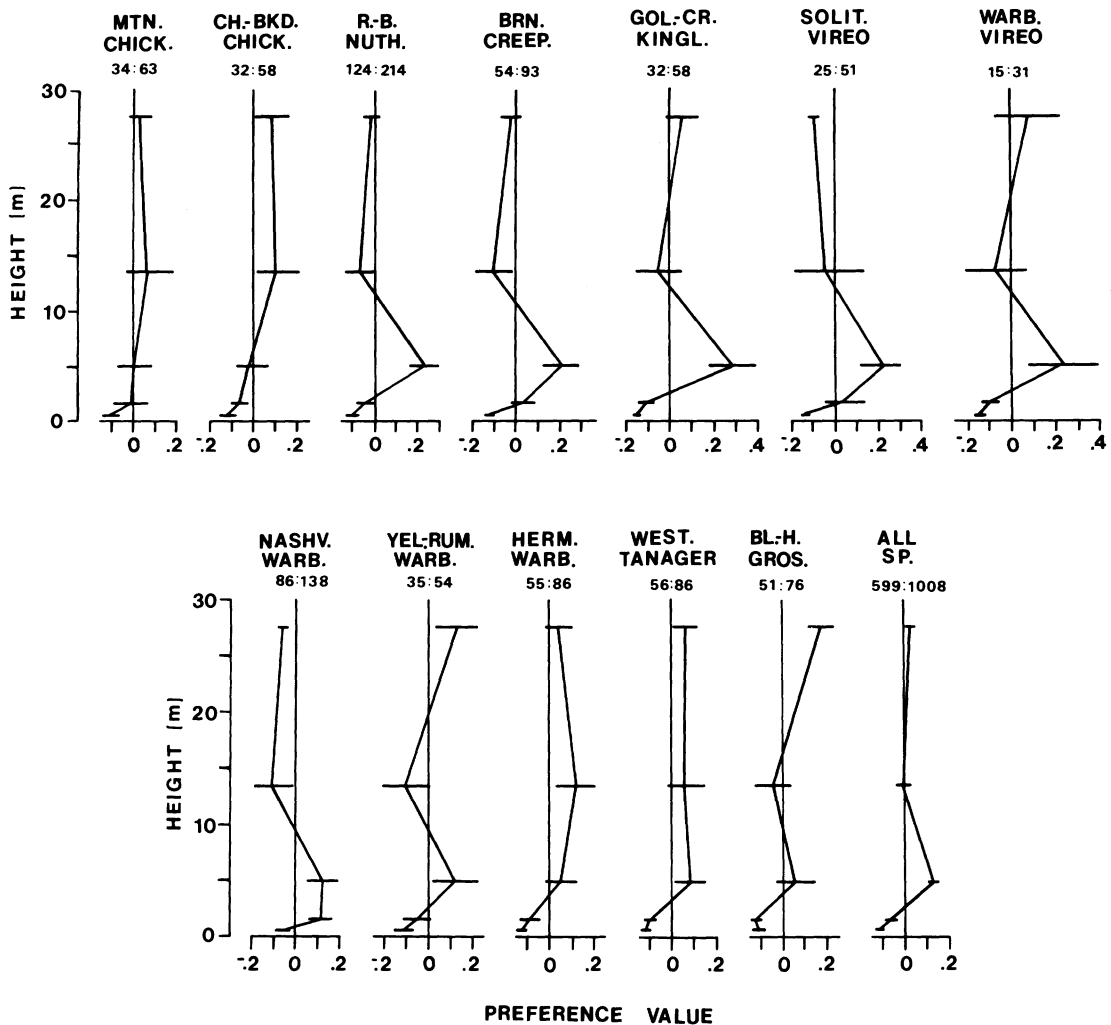 MTN. CH.-BKD. R.-B. BRN. GOL.-CR. SOLIT. WARB.
CHICK. CHICK. NUTH. CREEP. KINGL. VIREO VIREO
34:63 32:58 124:214 54:93 32:58 25:51 15:31
30
20
10
0
HEIGHT (m)
0 .2 -.2 0 .2 0 .2 -.2 0 .2 -.2 0 .2 .4 -.2 0 .2 .4 -.2 0 .2 .4
NASHV. YEL.-RUM. HERM. WEST. BL.-H. ALL
WARB. WARB. WARB. TANAGER GROS. SP.
86:138 35:54 55:86 56:86 51:76 599:1008
30
20
10
0
HEIGHT (m)
-.2 0 .2 -.2 0 .2 0 .2 0 .2 0 .2 0 .2
PREFERENCE VALUE